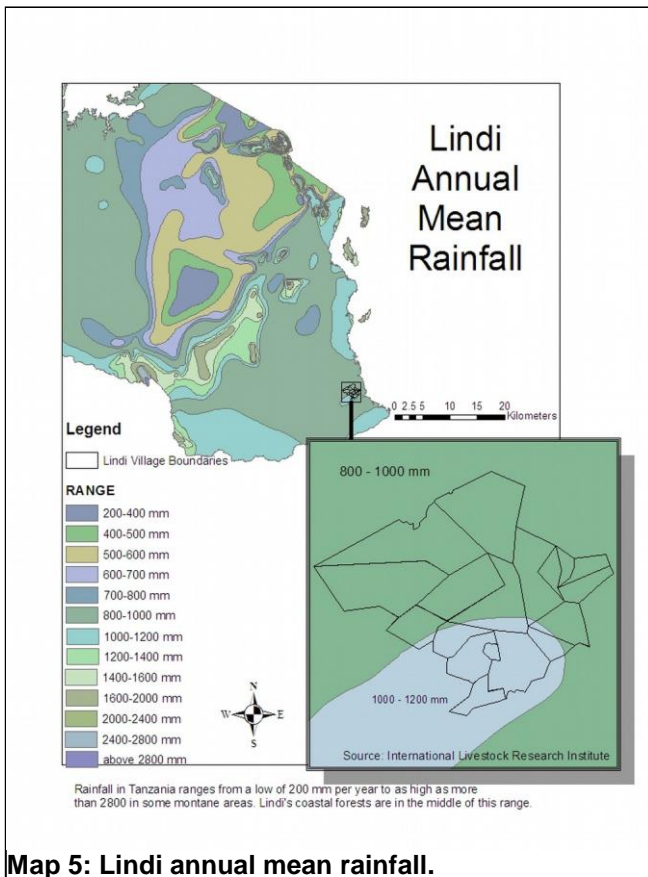 Lindi
Annual
Mean
Rainfall
0 2.5 5 10 15 20
Kilometers
Legend
Lindi Village Boundaries
RANGE
200-400 mm
400-500 mm
500-600 mm
600-700 mm
700-800 mm
800-1000 mm
1000-1200 mm
1200-1400 mm
1400-1600 mm
1600-2000 mm
2000-2400 mm
2400-2800 mm
above 2800 mm
N
W E
S
800 - 1000 mm
1000 - 1200 mm
Source: International Livestock Research Institute
Rainfall in Tanzania ranges from a low of 200 mm per year to as high as more
than 2800 in some montane areas. Lindi's coastal forests are in the middle of this range.
Map 5: Lindi annual mean rainfall.